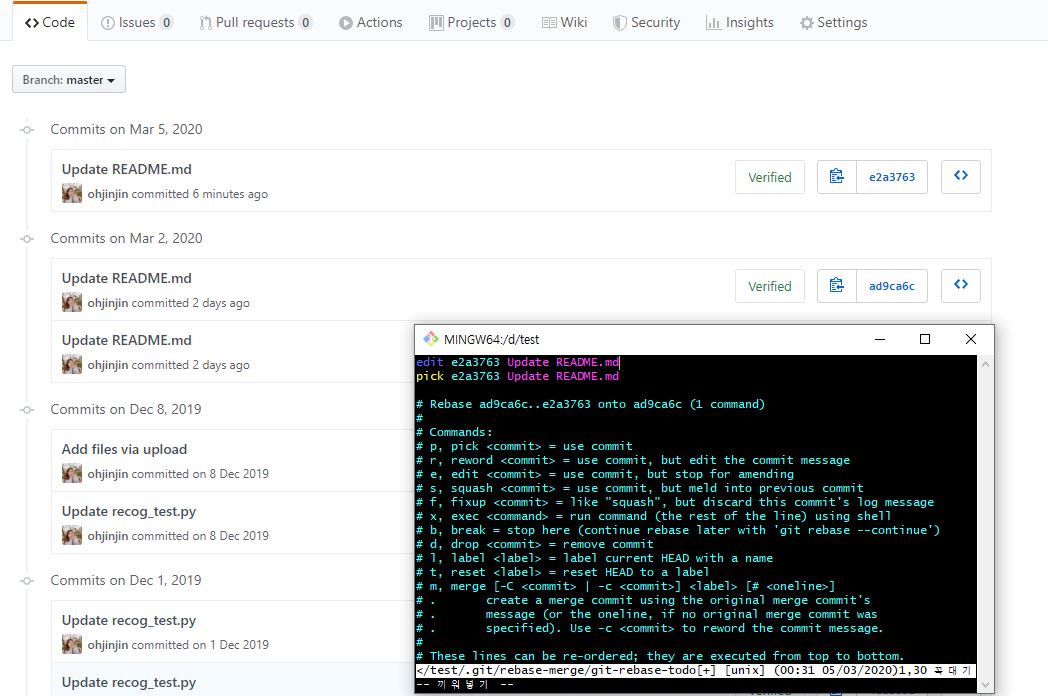 Code
Issues 0
Pull requests 0
Actions
Projects 0
Wiki
Security
Insights
Settings
Branch: master
Commits on Mar 5, 2020
Update README.md
ohjinjin committed 6 minutes ago
Verified
e2a3763
Commits on Mar 2, 2020
Update README.md
ohjinjin committed 2 days ago
Verified
ad9ca6c
Update README.md
ohjinjin committed 2 days ago
Commits on Dec 8, 2019
Add files via upload
ohjinjin committed on 8 Dec 2019
Update recog_test.py
ohjinjin committed on 8 Dec 2019
Commits on Dec 1, 2019
Update recog_test.py
ohjinjin committed on 1 Dec 2019
Update recog_test.py
MINGW64:/d/test
edit e2a3763 Update README.md
pick e2a3763 Update README.md
# Rebase ad9ca6c..e2a3763 onto ad9ca6c (1 command)
#
# Commands:
# p, pick <commit> = use commit
# r, reword <commit> = use commit, but edit the commit message
# e, edit <commit> = use commit, but stop for amending
# s, squash <commit> = use commit, but meld into previous commit
# f, fixup <commit> = like "squash", but discard this commit's log message
# x, exec <command> = run command (the rest of the line) using shell
# b, break = stop here (continue rebase later with 'git rebase --continue')
# d, drop <commit> = remove commit
# l, label <label> = label current HEAD with a name
# t, reset <label> = reset HEAD to a label
# m, merge [-C <commit> | -c <commit>] <label> [# <oneline>]
# . create a merge commit using the original merge commit's
# . message (or the oneline, if no original merge commit was
# . specified). Use -c <commit> to reword the commit message.
#
# These lines can be re-ordered; they are executed from top to bottom.
</test/.git/rebase-merge/git-rebase-todo[+] [unix] (00:31 05/03/2020)1,30 꼭대기
-- 끼워넣기 --
Verified